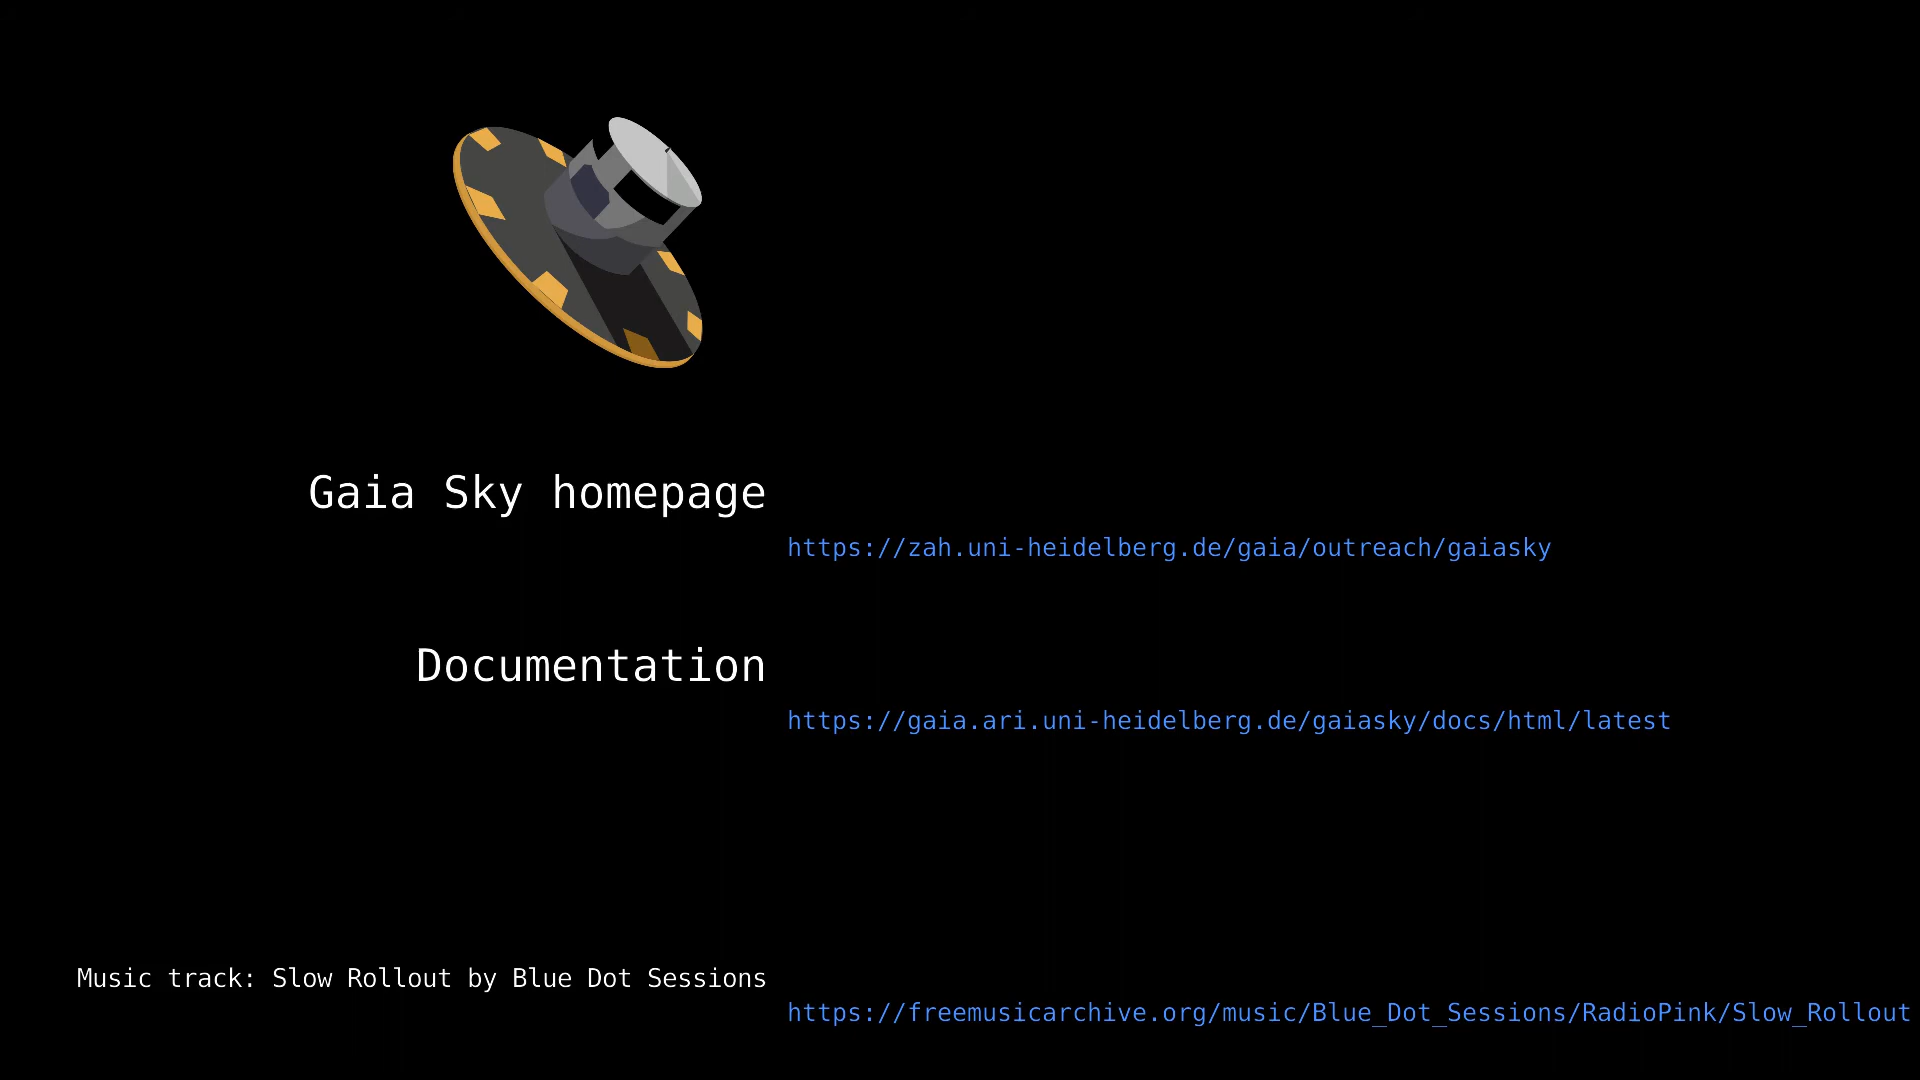 Gaia Sky homepage
https://zah.uni-heidelberg.de/gaia/outreach/gaiasky
Documentation
https://gaia.ari.uni-heidelberg.de/gaiasky/docs/html/latest
Music track: Slow Rollout by Blue Dot Sessions
https://freemusicarchive.org/music/Blue_Dot_Sessions/RadioPink/Slow_Rollout